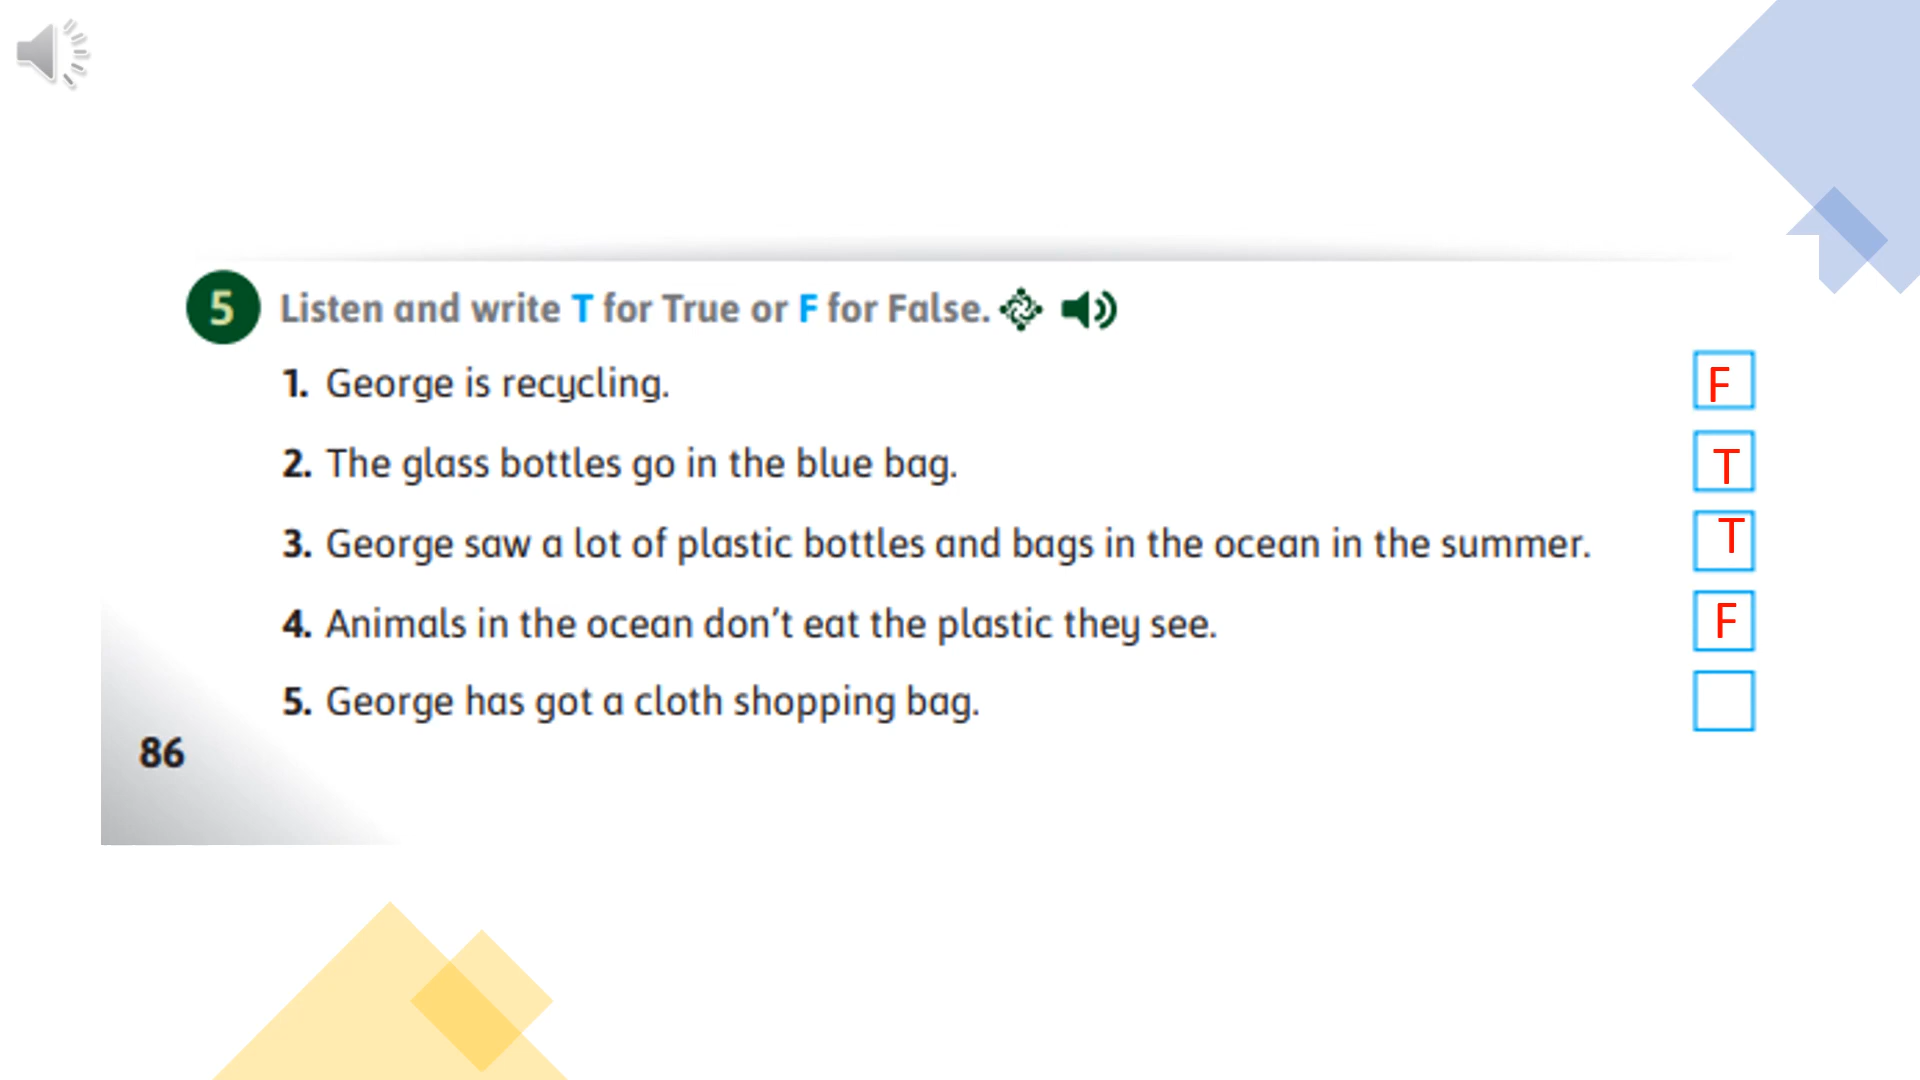 5 Listen and write T for True or F for False.
1. George is recycling. F
2. The glass bottles go in the blue bag. T
3. George saw a lot of plastic bottles and bags in the ocean in the summer. T
4. Animals in the ocean don't eat the plastic they see. F
5. George has got a cloth shopping bag.
86